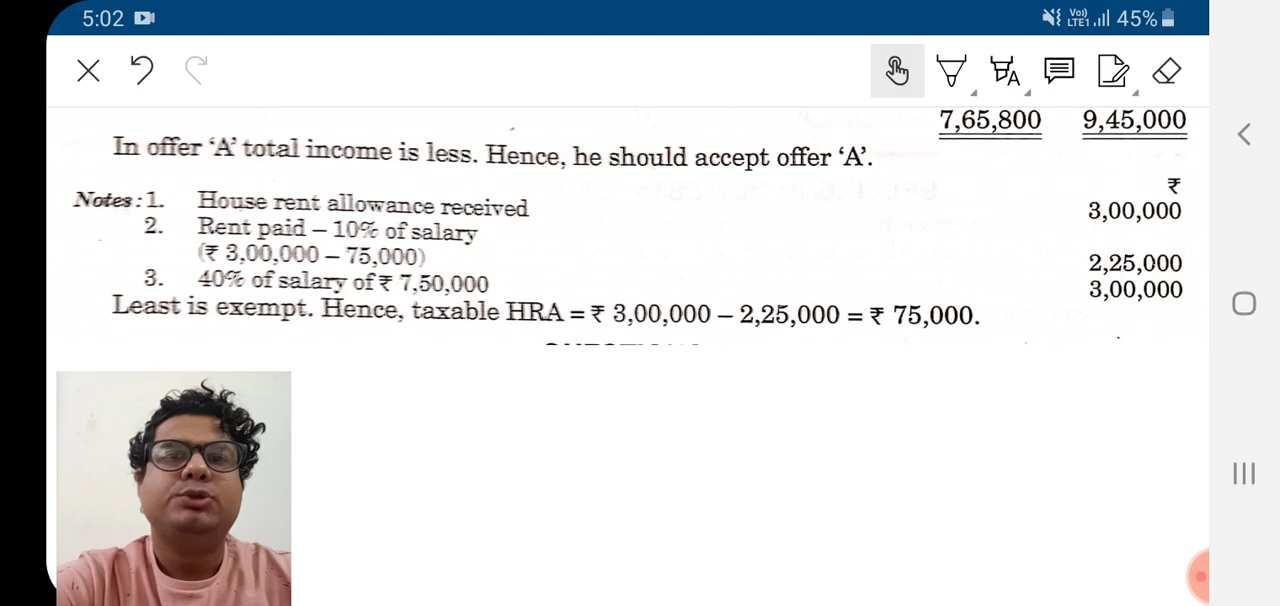 5:02
Vo)) LTE1 45%
7,65,800 9,45,000
In offer ‘A’ total income is less. Hence, he should accept offer ‘A’.
₹
Notes : 1. House rent allowance received 3,00,000
2. Rent paid – 10% of salary
(₹ 3,00,000 – 75,000) 2,25,000
3. 40% of salary of ₹ 7,50,000 3,00,000
Least is exempt. Hence, taxable HRA = ₹ 3,00,000 – 2,25,000 = ₹ 75,000.